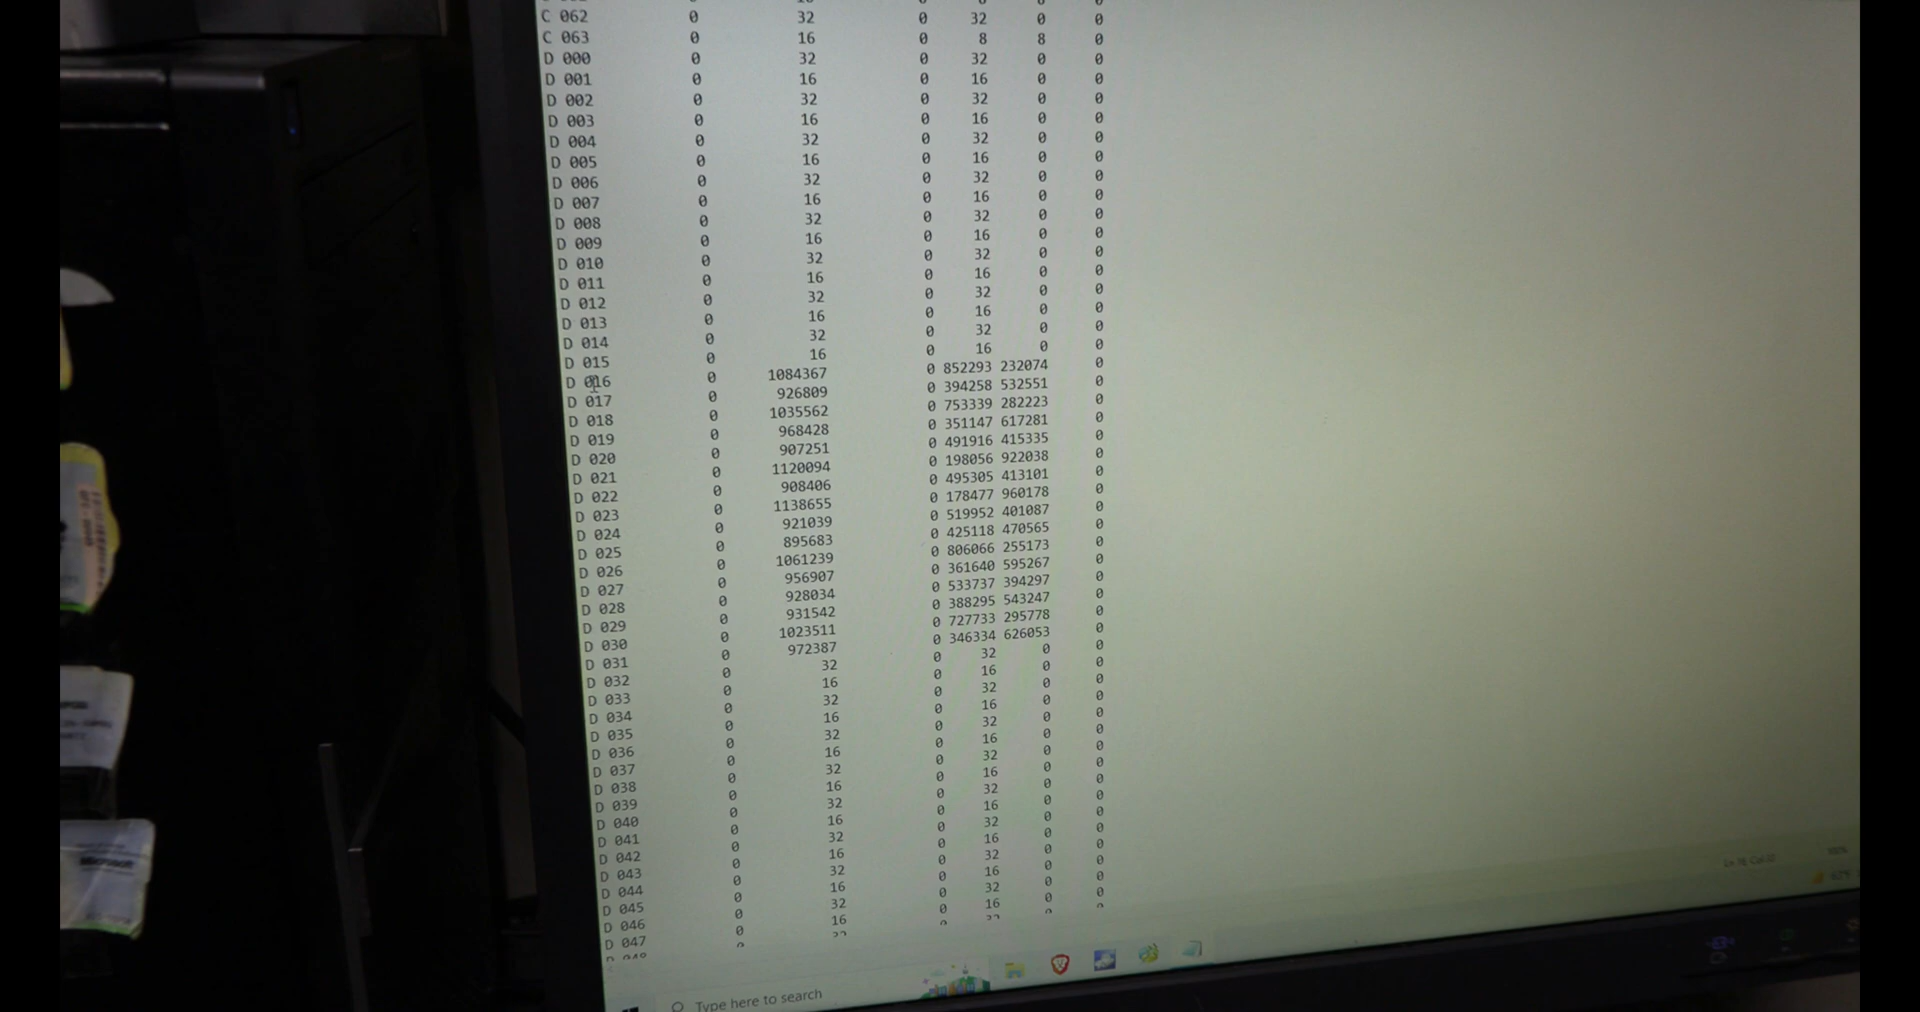 C 062 0 32 0 32 0 0
C 063 0 16 0 8 8 0
D 000 0 32 0 32 0 0
D 001 0 16 0 16 0 0
D 002 0 32 0 32 0 0
D 003 0 16 0 16 0 0
D 004 0 32 0 32 0 0
D 005 0 16 0 16 0 0
D 006 0 32 0 32 0 0
D 007 0 16 0 16 0 0
D 008 0 32 0 32 0 0
D 009 0 16 0 16 0 0
D 010 0 32 0 32 0 0
D 011 0 16 0 16 0 0
D 012 0 32 0 32 0 0
D 013 0 16 0 16 0 0
D 014 0 32 0 32 0 0
D 015 0 16 0 16 0 0
D 016 0 1084367 0 852293 232074 0
D 017 0 926809 0 394258 532551 0
D 018 0 1035562 0 753339 282223 0
D 019 0 968428 0 351147 617281 0
D 020 0 907251 0 491916 415335 0
D 021 0 1120094 0 198056 922038 0
D 022 0 908406 0 495305 413101 0
D 023 0 1138655 0 178477 960178 0
D 024 0 921039 0 519952 401087 0
D 025 0 895683 0 425118 470565 0
D 026 0 1061239 0 806066 255173 0
D 027 0 956907 0 361640 595267 0
D 028 0 928034 0 533737 394297 0
D 029 0 931542 0 388295 543247 0
D 030 0 1023511 0 727733 295778 0
D 031 0 972387 0 346334 626053 0
D 032 0 32 0 32 0 0
D 033 0 16 0 16 0 0
D 034 0 32 0 32 0 0
D 035 0 16 0 16 0 0
D 036 0 32 0 32 0 0
D 037 0 16 0 16 0 0
D 038 0 32 0 32 0 0
D 039 0 16 0 16 0 0
D 040 0 32 0 32 0 0
D 041 0 16 0 16 0 0
D 042 0 32 0 32 0 0
D 043 0 16 0 16 0 0
D 044 0 32 0 32 0 0
D 045 0 16 0 16 0 0
D 046 0 32 0 32 0 0
D 047 0 16 0 16 0 0
Type here to search
Microsoft